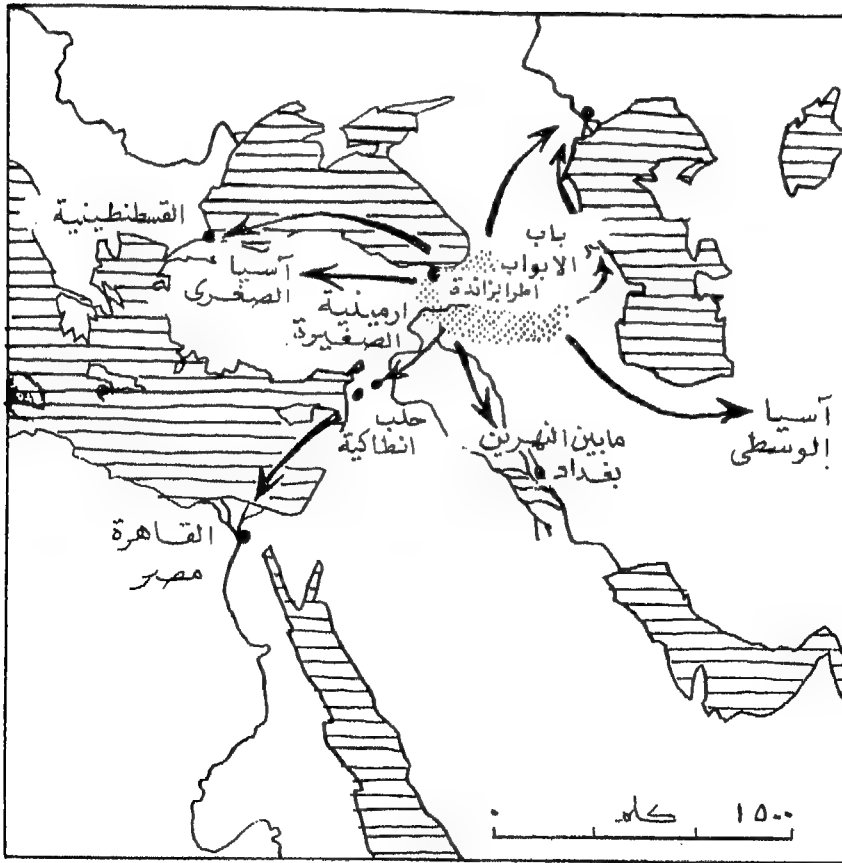 القسطنطينية
آسيا
الصغرى
باب
الابواب
اطرابزاندة
ارمينية
الصغيرة
حلب
انطاكية
مابين النهرين
بغداد
آسيا
الوسطى
القاهرة
مصر
٠ كلم ١٥٠٠